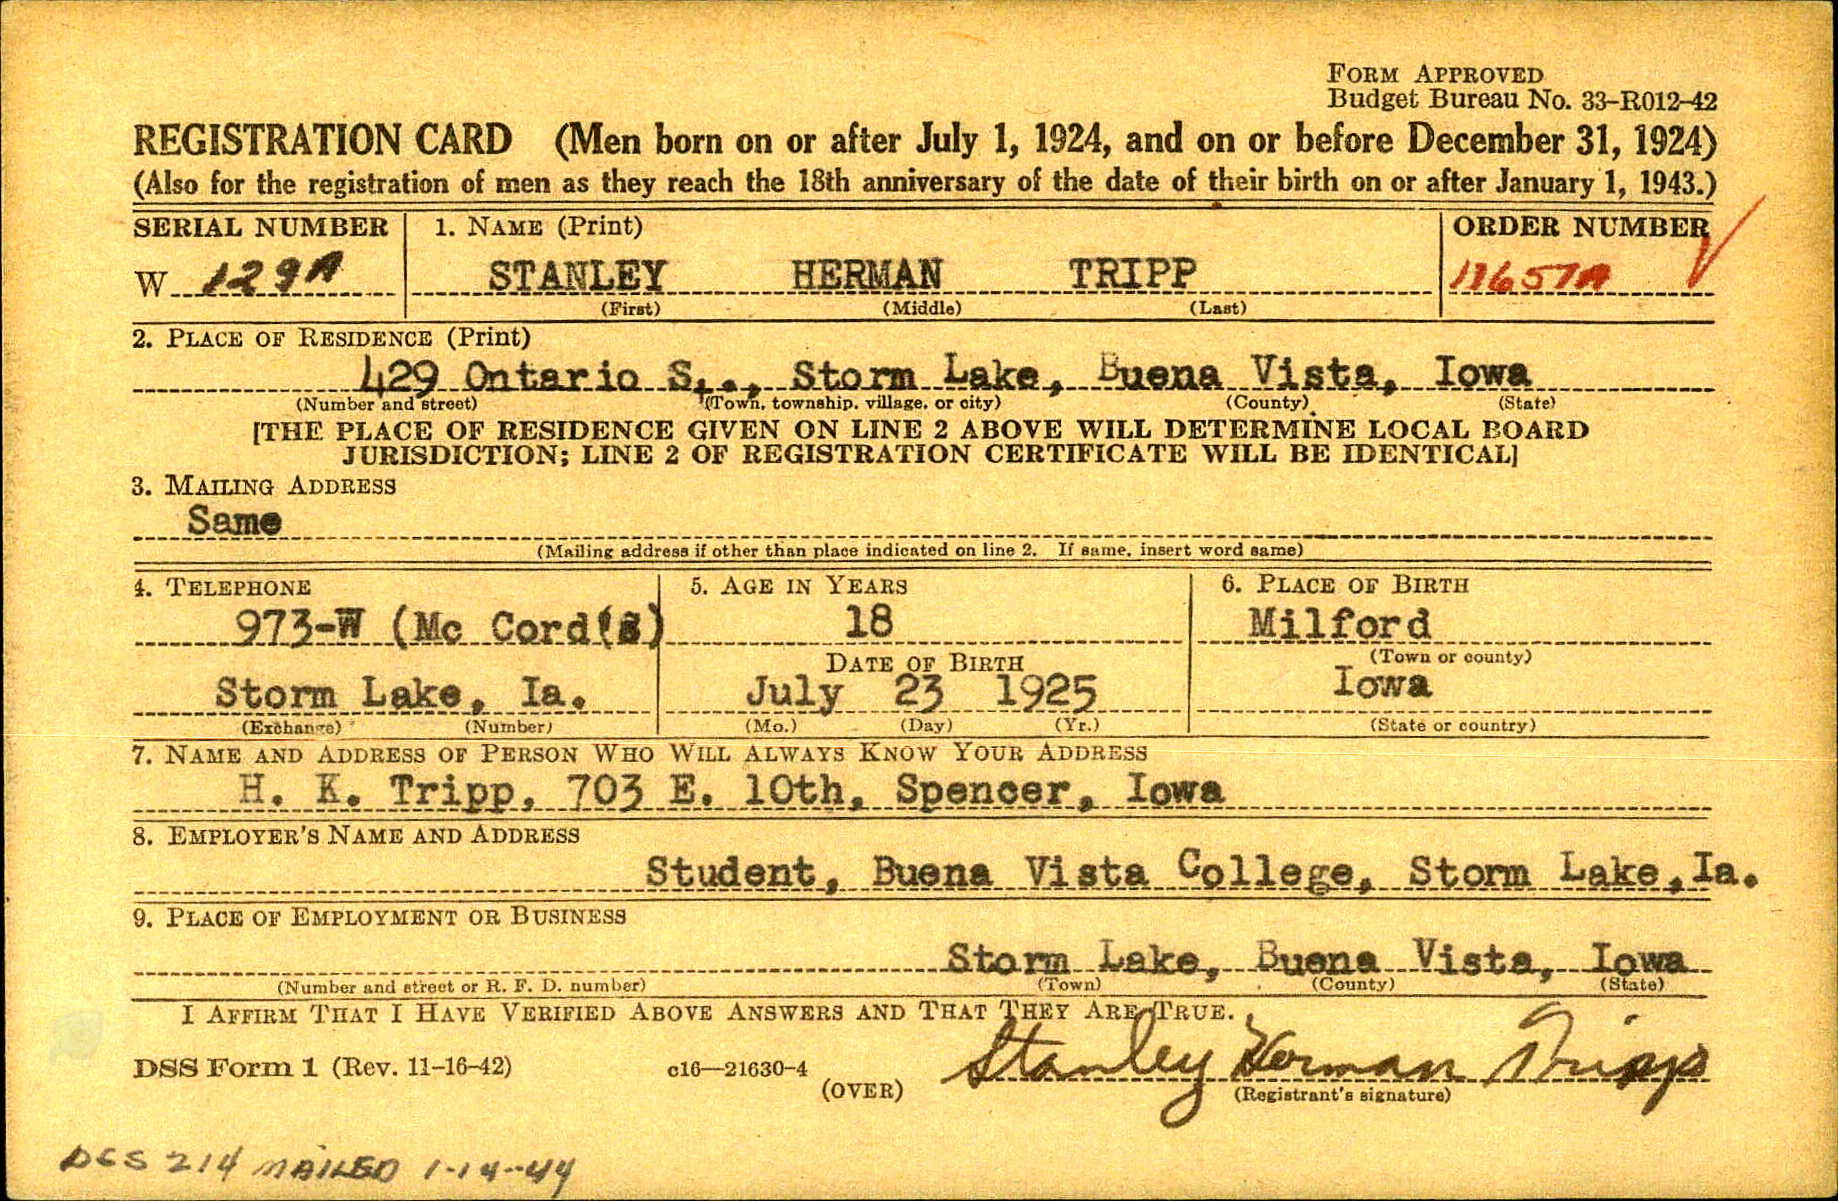 FORM APPROVED
Budget Bureau No. 33-R012-42
REGISTRATION CARD (Men born on or after July 1, 1924, and on or before December 31, 1924)
(Also for the registration of men as they reach the 18th anniversary of the date of their birth on or after January 1, 1943.)
SERIAL NUMBER 1. NAME (Print) ORDER NUMBER
W 129A STANLEY HERMAN TRIPP 11657A
(First) (Middle) (Last)
2. PLACE OF RESIDENCE (Print)
429 Ontario St., Storm Lake, Buena Vista, Iowa
(Number and street) (Town, township, village, or city) (County) (State)
[THE PLACE OF RESIDENCE GIVEN ON LINE 2 ABOVE WILL DETERMINE LOCAL BOARD
JURISDICTION; LINE 2 OF REGISTRATION CERTIFICATE WILL BE IDENTICAL]
3. MAILING ADDRESS
Same
(Mailing address if other than place indicated on line 2. If same, insert word same)
4. TELEPHONE 5. AGE IN YEARS 6. PLACE OF BIRTH
973-W (Mc Cord's) 18 Milford
DATE OF BIRTH (Town or county)
Storm Lake, Ia. July 23 1925 Iowa
(Exchange) (Number) (Mo.) (Day) (Yr.) (State or country)
7. NAME AND ADDRESS OF PERSON WHO WILL ALWAYS KNOW YOUR ADDRESS
H. K. Tripp, 703 E. 10th, Spencer, Iowa
8. EMPLOYER'S NAME AND ADDRESS
Student, Buena Vista College, Storm Lake, Ia.
9. PLACE OF EMPLOYMENT OR BUSINESS
Storm Lake, Buena Vista, Iowa
(Number and street or R. F. D. number) (Town) (County) (State)
I AFFIRM THAT I HAVE VERIFIED ABOVE ANSWERS AND THAT THEY ARE TRUE.
DSS Form 1 (Rev. 11-16-42) c16—21630-4 Stanley Herman Tripp
(OVER) (Registrant's signature)
DSS 214 MAILED 1-14-44